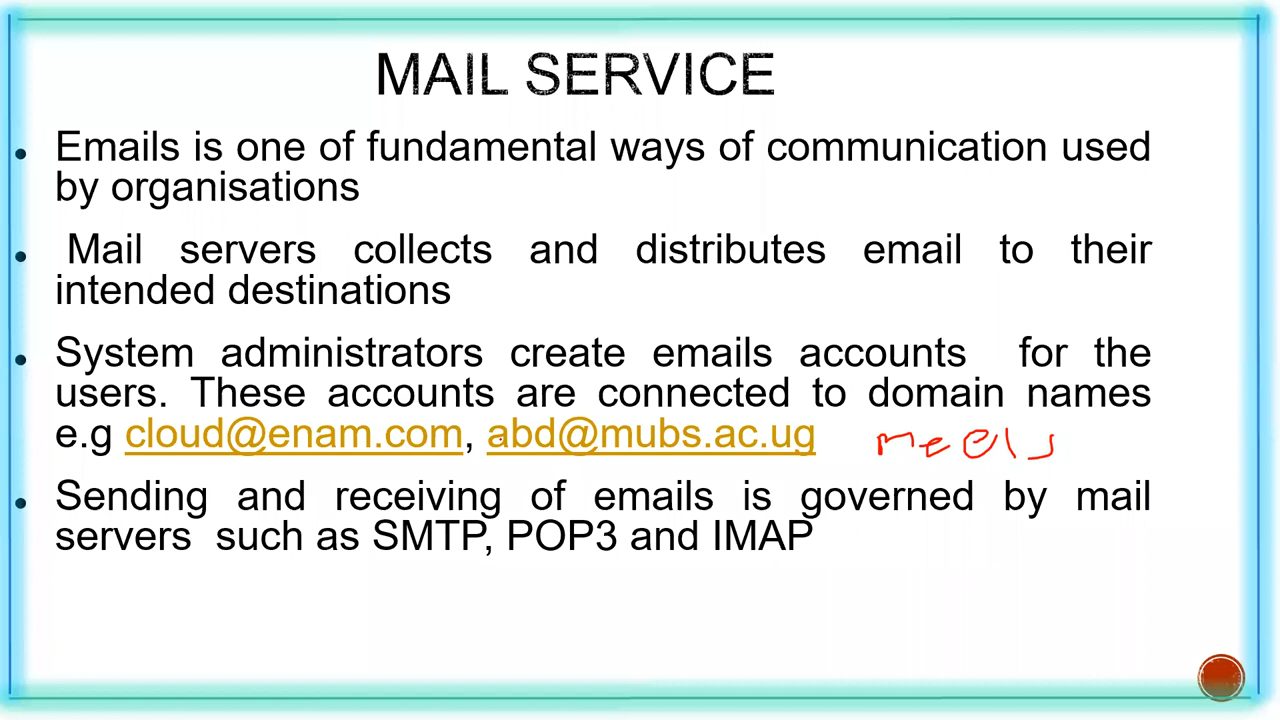 MAIL SERVICE
Emails is one of fundamental ways of communication used
by organisations
Mail servers collects and distributes email to their
intended destinations
System administrators create emails accounts for the
users. These accounts are connected to domain names
e.g cloud@enam.com, abd@mubs.ac.ug
Sending and receiving of emails is governed by mail
servers such as SMTP, POP3 and IMAP